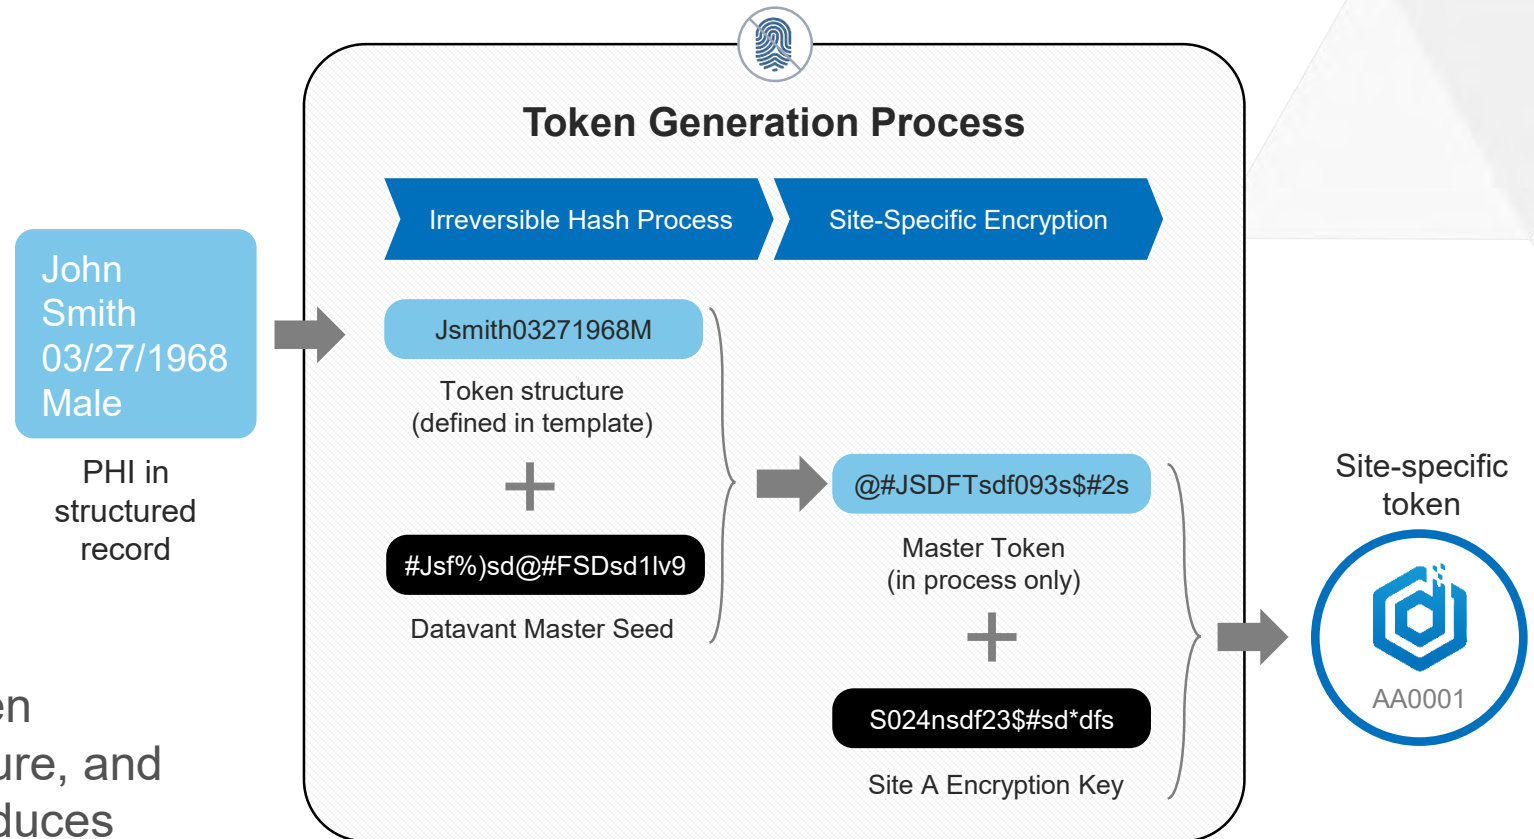 Token Generation Process
Irreversible Hash Process
Site-Specific Encryption
John
Smith
03/27/1968
Male
PHI in
structured
record
Jsmith03271968M
Token structure
(defined in template)
+
#Jsf%)sd@#FSDsd1lv9
Datavant Master Seed
@#JSDFTsdf093s$#2s
Master Token
(in process only)
+
S024nsdf23$#sd*dfs
Site A Encryption Key
Site-specific
token
AA0001
en
ure, and
duces